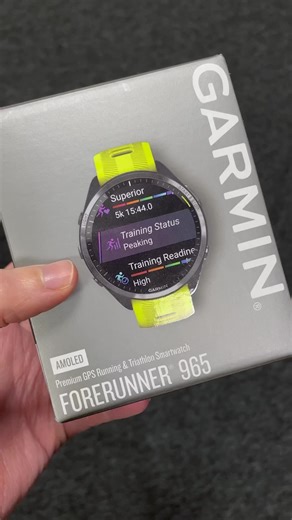 GARMIN®
Superior
5k 15:44.0
Training Status
Peaking
Training Readine
High
GARMIN
AMOLED
Premium GPS Running & Triathlon Smartwatch
FORERUNNER® 965